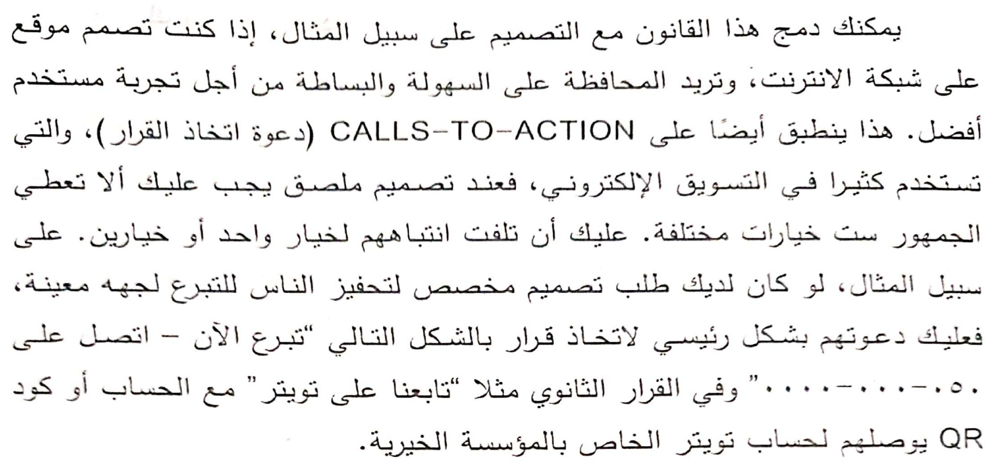 يمكنك دمج هذا القانون مع التصميم على سبيل المثال، إذا كنت تصمم موقع
على شبكة الانترنت، وتريد المحافظة على السهولة والبساطة من أجل تجربة مستخدم
أفضل. هذا ينطبق أيضًا على CALLS-TO-ACTION (دعوة اتخاذ القرار)، والتي
تستخدم كثيرا في التسويق الإلكتروني، فعند تصميم ملصق يجب عليك ألا تعطي
الجمهور ست خيارات مختلفة. عليك أن تلفت انتباههم لخيار واحد أو خيارين. على
سبيل المثال، لو كان لديك طلب تصميم مخصص لتحفيز الناس للتبرع لجهه معينة،
فعليك دعوتهم بشكل رئيسي لاتخاذ قرار بالشكل التالي “تبرع الآن – اتصل على
٠٥٠-٠٠٠-٠٠٠٠” وفي القرار الثانوي مثلا “تابعنا على تويتر” مع الحساب أو كود
QR يوصلهم لحساب تويتر الخاص بالمؤسسة الخيرية.